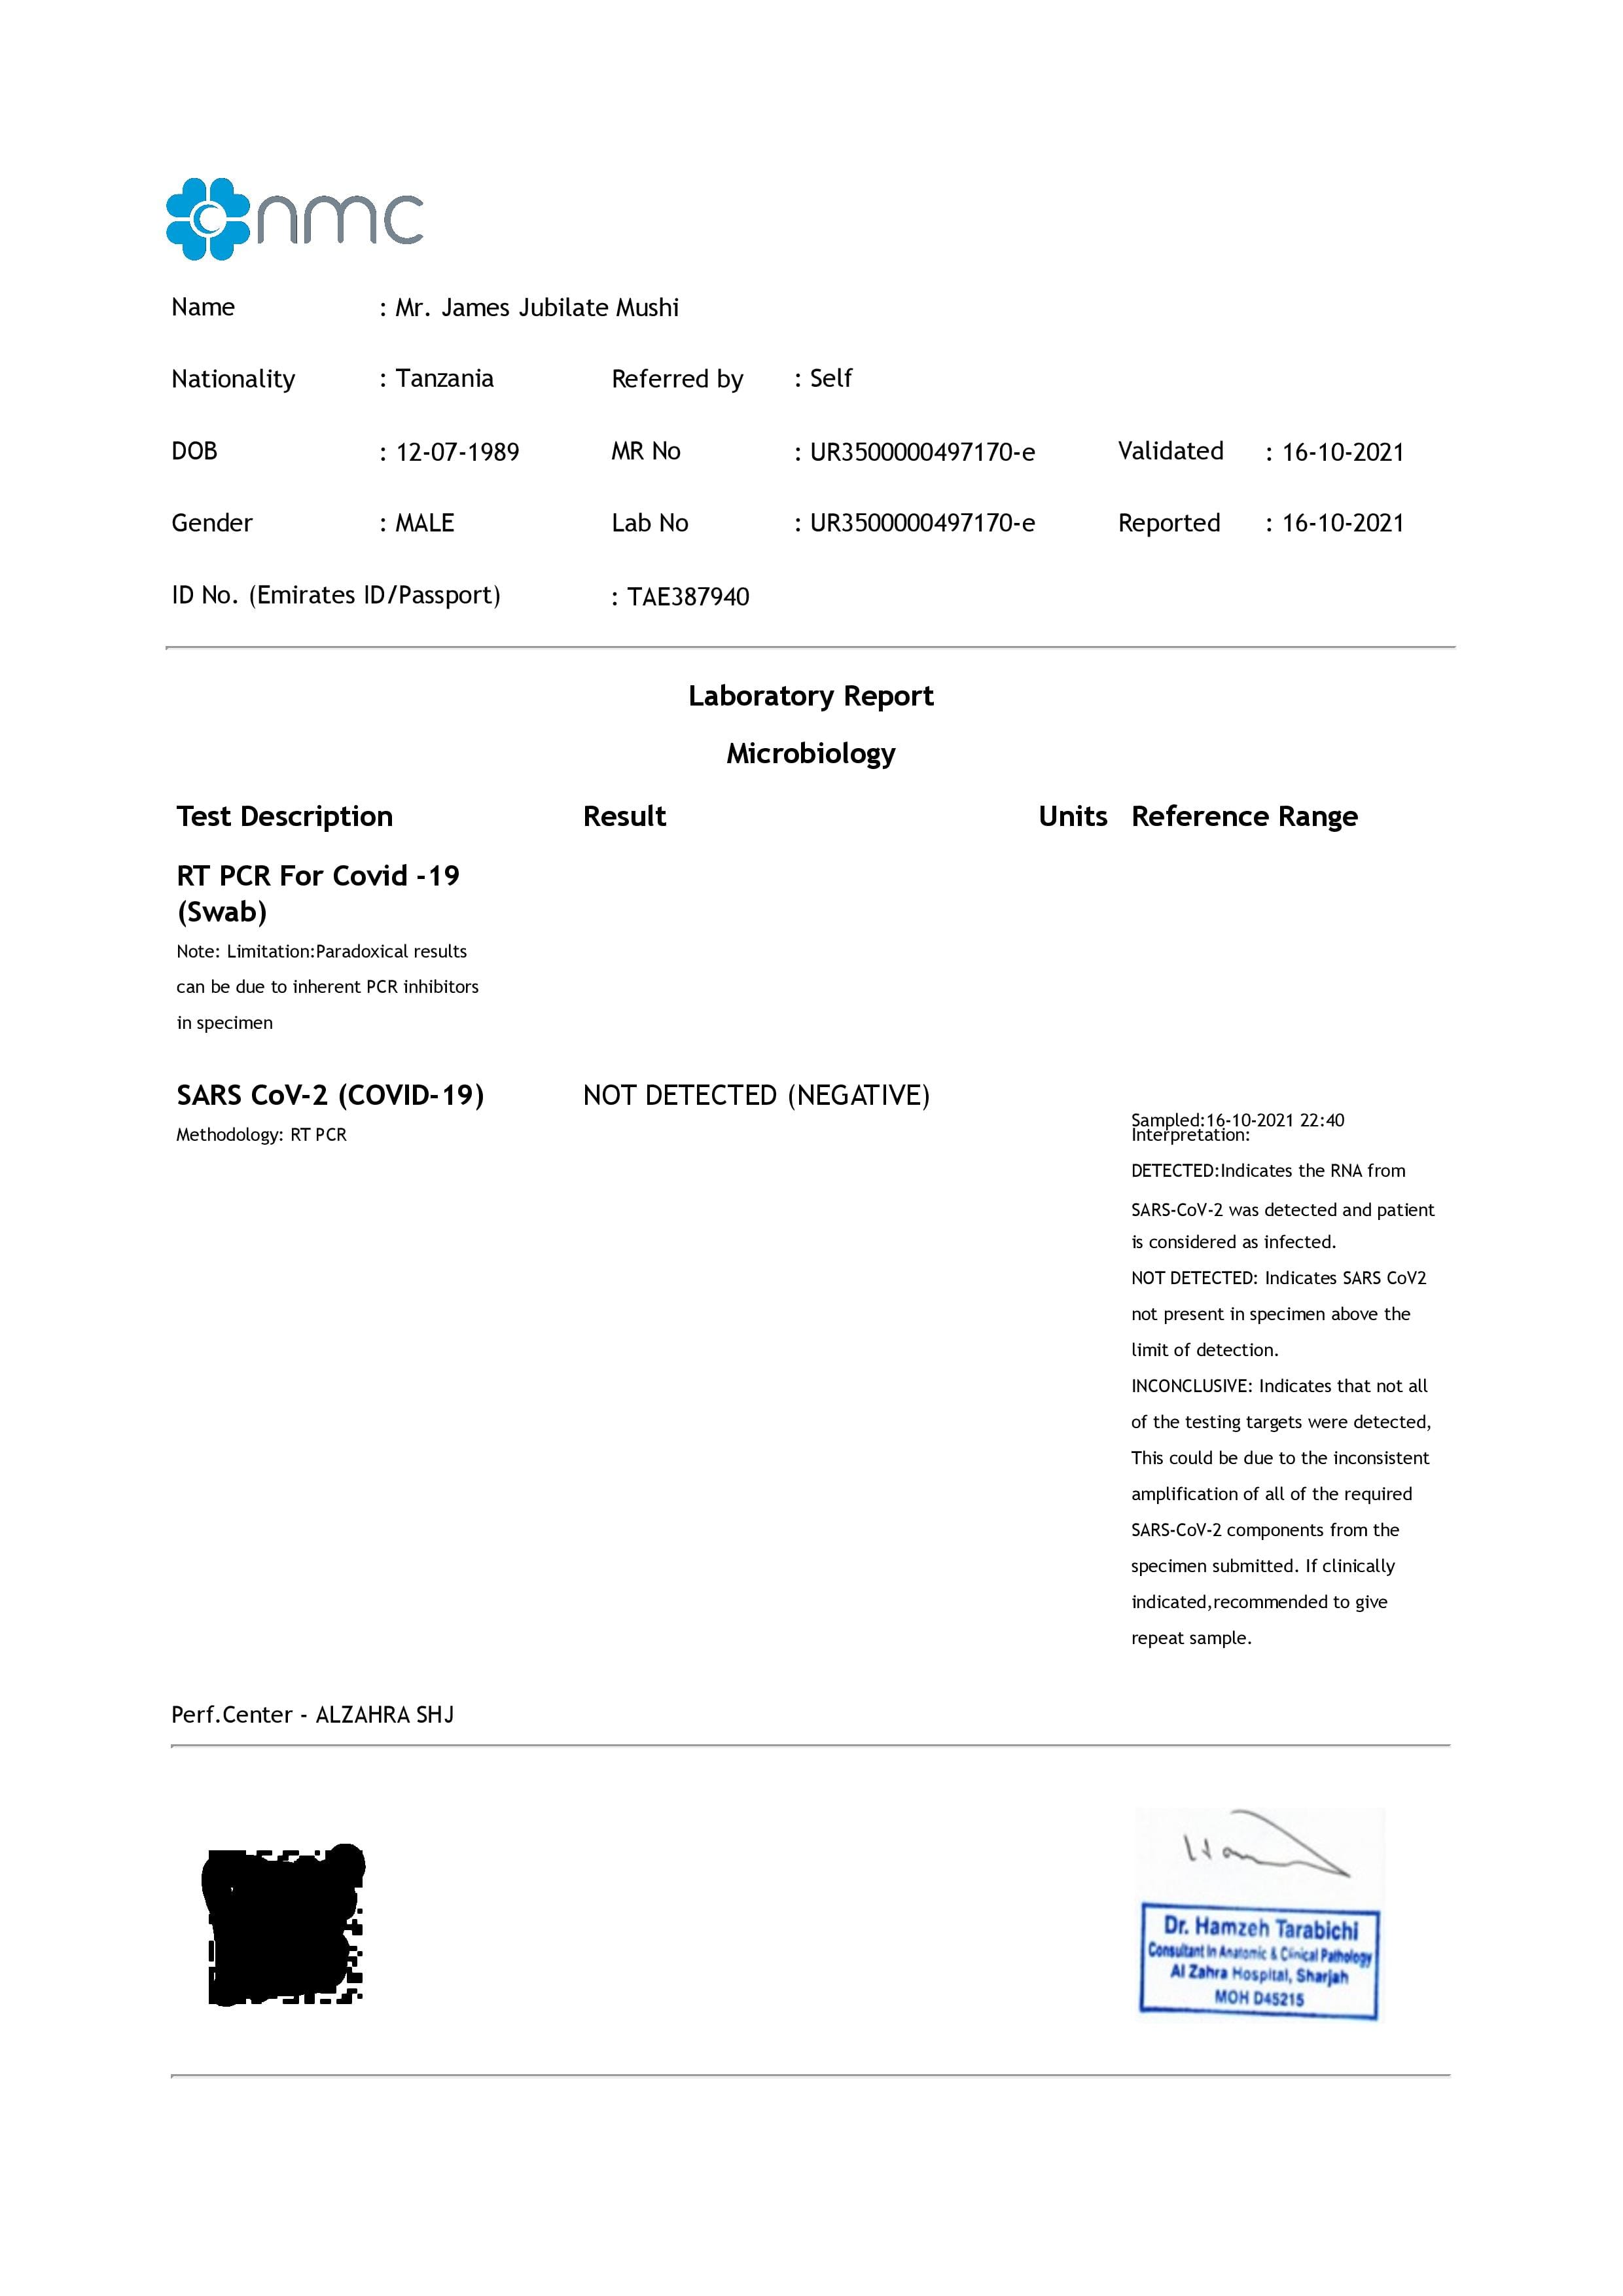 nmc
Name : Mr. James Jubilate Mushi
Nationality : Tanzania Referred by : Self
DOB : 12-07-1989 MR No : UR3500000497170-e Validated : 16-10-2021
Gender : MALE Lab No : UR3500000497170-e Reported : 16-10-2021
ID No. (Emirates ID/Passport) : TAE387940
Laboratory Report
Microbiology
Test Description Result Units Reference Range
RT PCR For Covid -19
(Swab)
Note: Limitation:Paradoxical results
can be due to inherent PCR inhibitors
in specimen
SARS CoV-2 (COVID-19) NOT DETECTED (NEGATIVE)
Methodology: RT PCR
Sampled:16-10-2021 22:40
Interpretation:
DETECTED:Indicates the RNA from
SARS-CoV-2 was detected and patient
is considered as infected.
NOT DETECTED: Indicates SARS CoV2
not present in specimen above the
limit of detection.
INCONCLUSIVE: Indicates that not all
of the testing targets were detected,
This could be due to the inconsistent
amplification of all of the required
SARS-CoV-2 components from the
specimen submitted. If clinically
indicated,recommended to give
repeat sample.
Perf.Center - ALZAHRA SHJ
Dr. Hamzeh Tarabichi
Consultant In Anatomic & Clinical Pathology
Al Zahra Hospital, Sharjah
MOH D45215